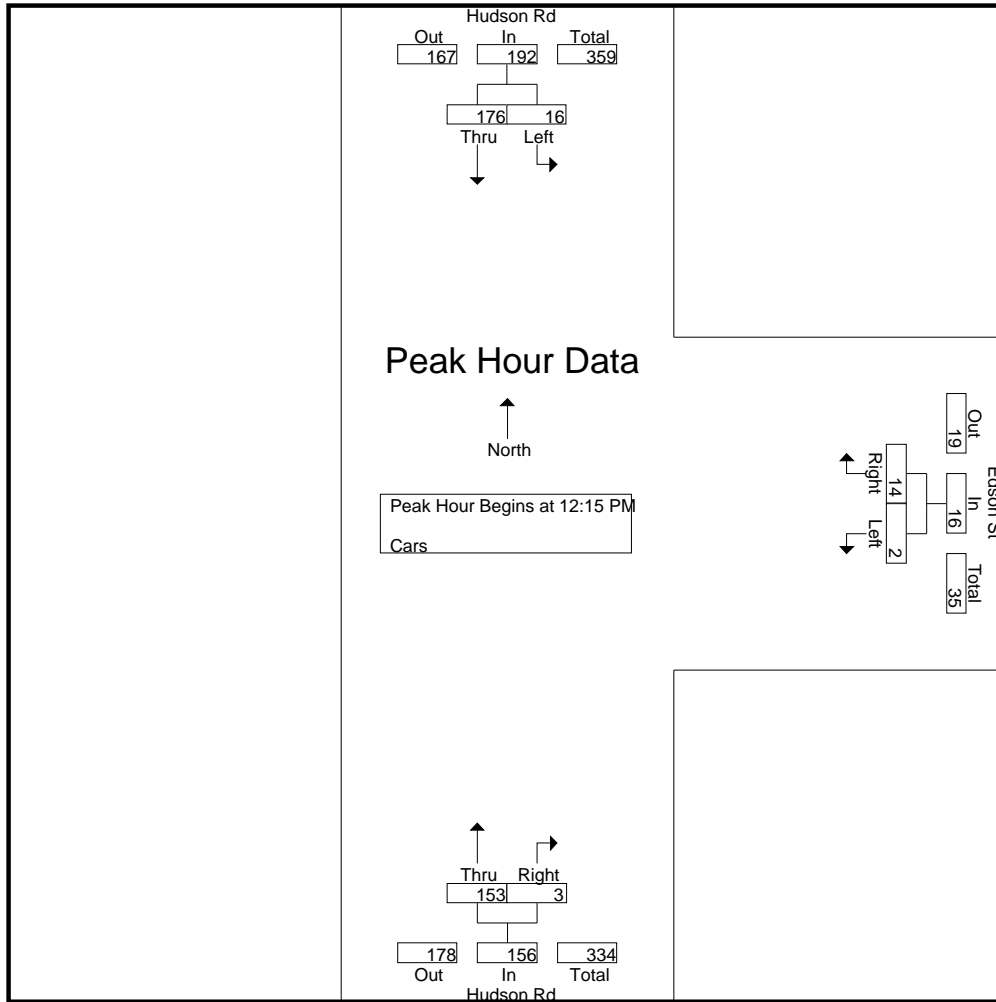 Hudson Rd
Out In Total
167 192 359
176 16
Thru Left
Peak Hour Data
North
Peak Hour Begins at 12:15 PM
Cars
Right Left
14 2
Out In Total
19 16 35
Edson St
Thru Right
153 3
178 156 334
Out In Total
Hudson Rd